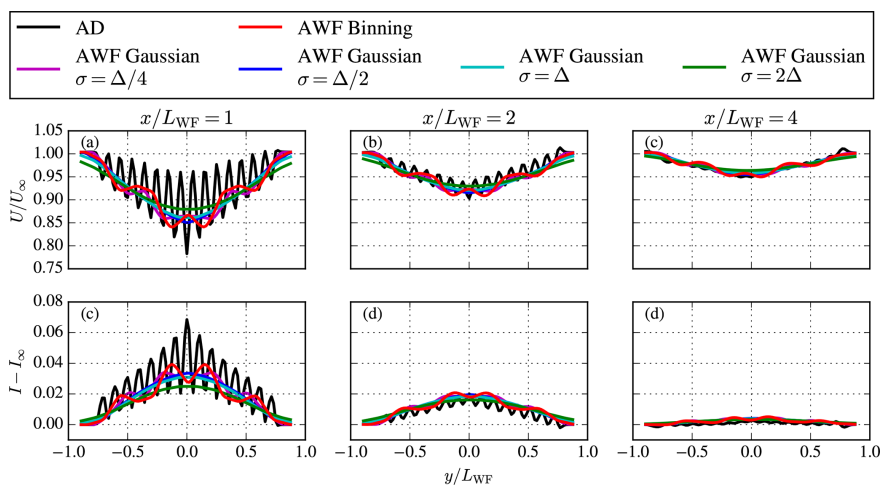 AD
AWF Binning
AWF Gaussian
σ = Δ/4
AWF Gaussian
σ = Δ/2
AWF Gaussian
σ = Δ
AWF Gaussian
σ = 2Δ
x/L_WF = 1
x/L_WF = 2
x/L_WF = 4
(a)
(b)
(c)
1.05
1.00
0.95
0.90
0.85
0.80
0.75
U/U∞
(c)
(d)
(d)
0.08
0.06
0.04
0.02
0.00
I − I∞
−1.0 −0.5 0.0 0.5 1.0
−1.0 −0.5 0.0 0.5 1.0
−1.0 −0.5 0.0 0.5 1.0
y/L_WF